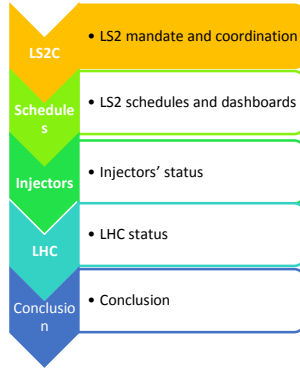 LS2C
• LS2 mandate and coordination
Schedule
s
• LS2 schedules and dashboards
Injectors
• Injectors’ status
LHC
• LHC status
Conclusio
n
• Conclusion